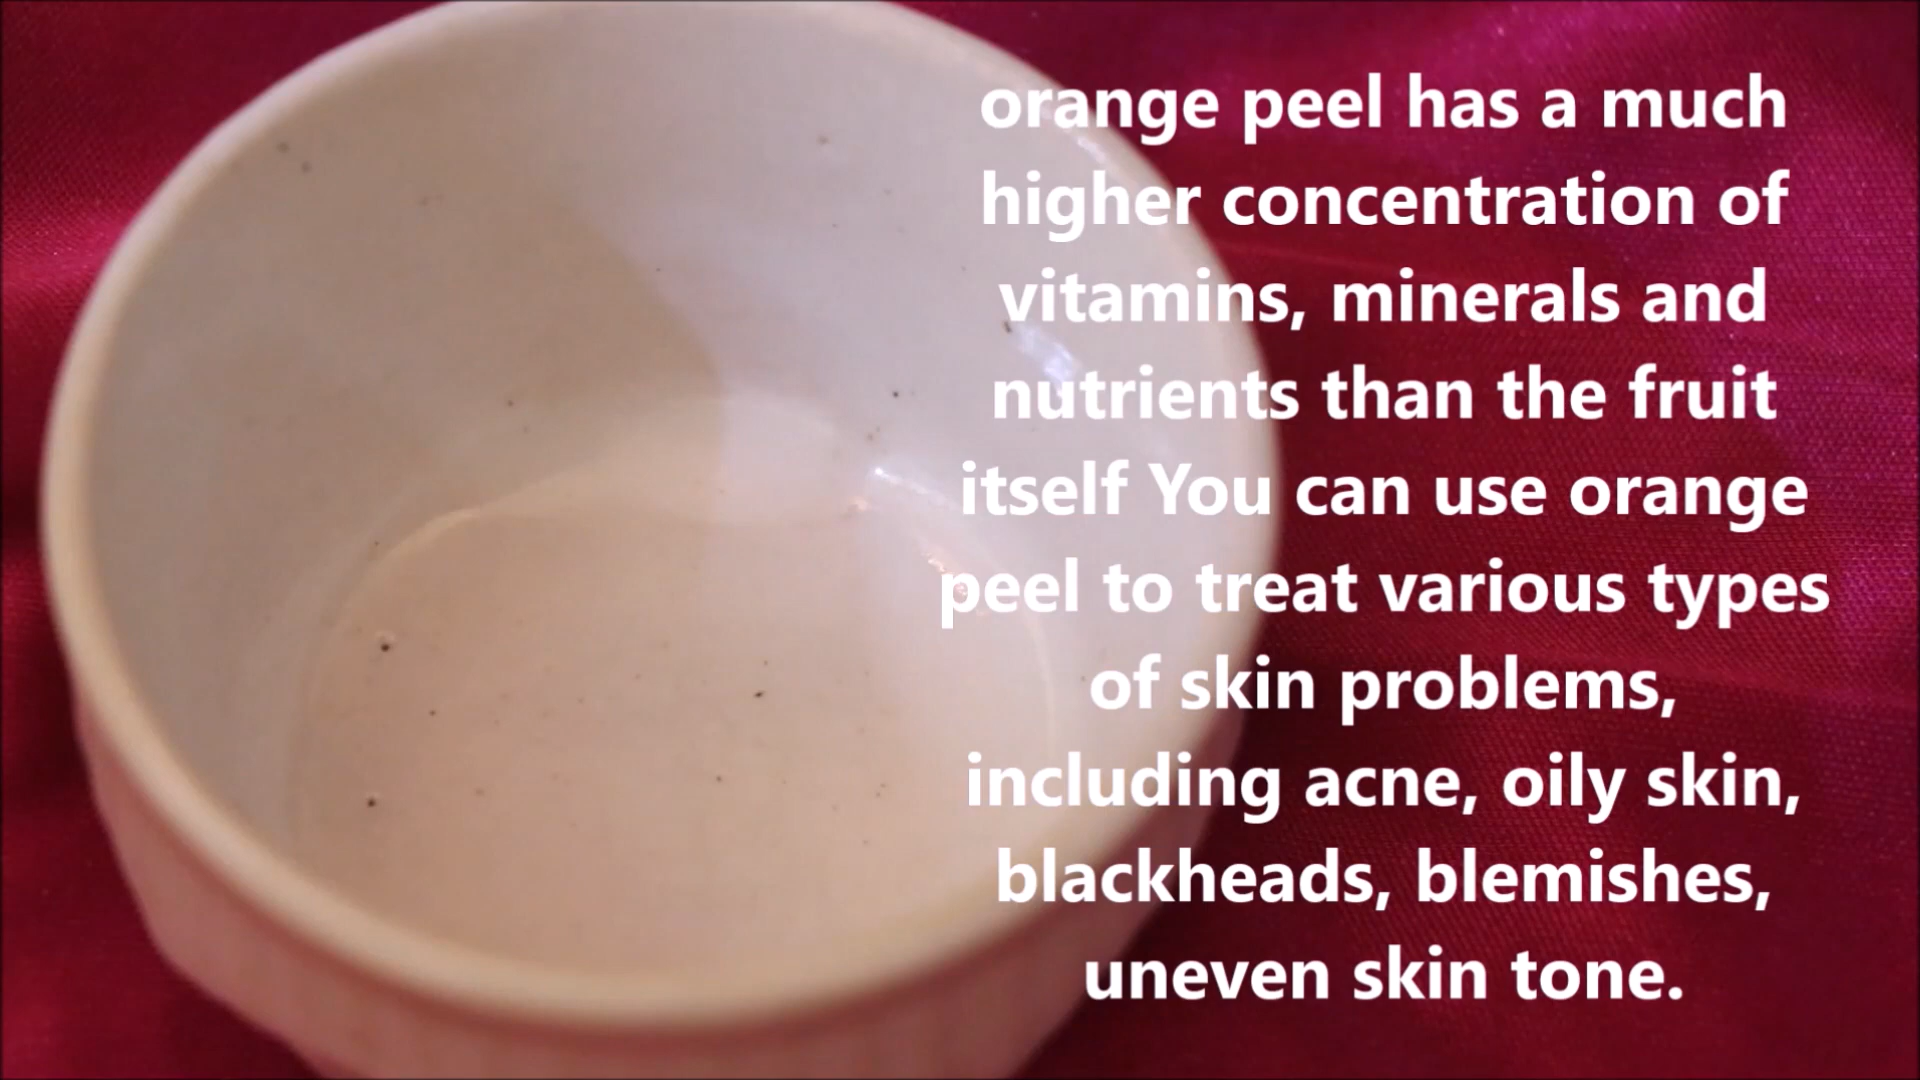 orange peel has a much
higher concentration of
vitamins, minerals and
nutrients than the fruit
itself You can use orange
peel to treat various types
of skin problems,
including acne, oily skin,
blackheads, blemishes,
uneven skin tone.